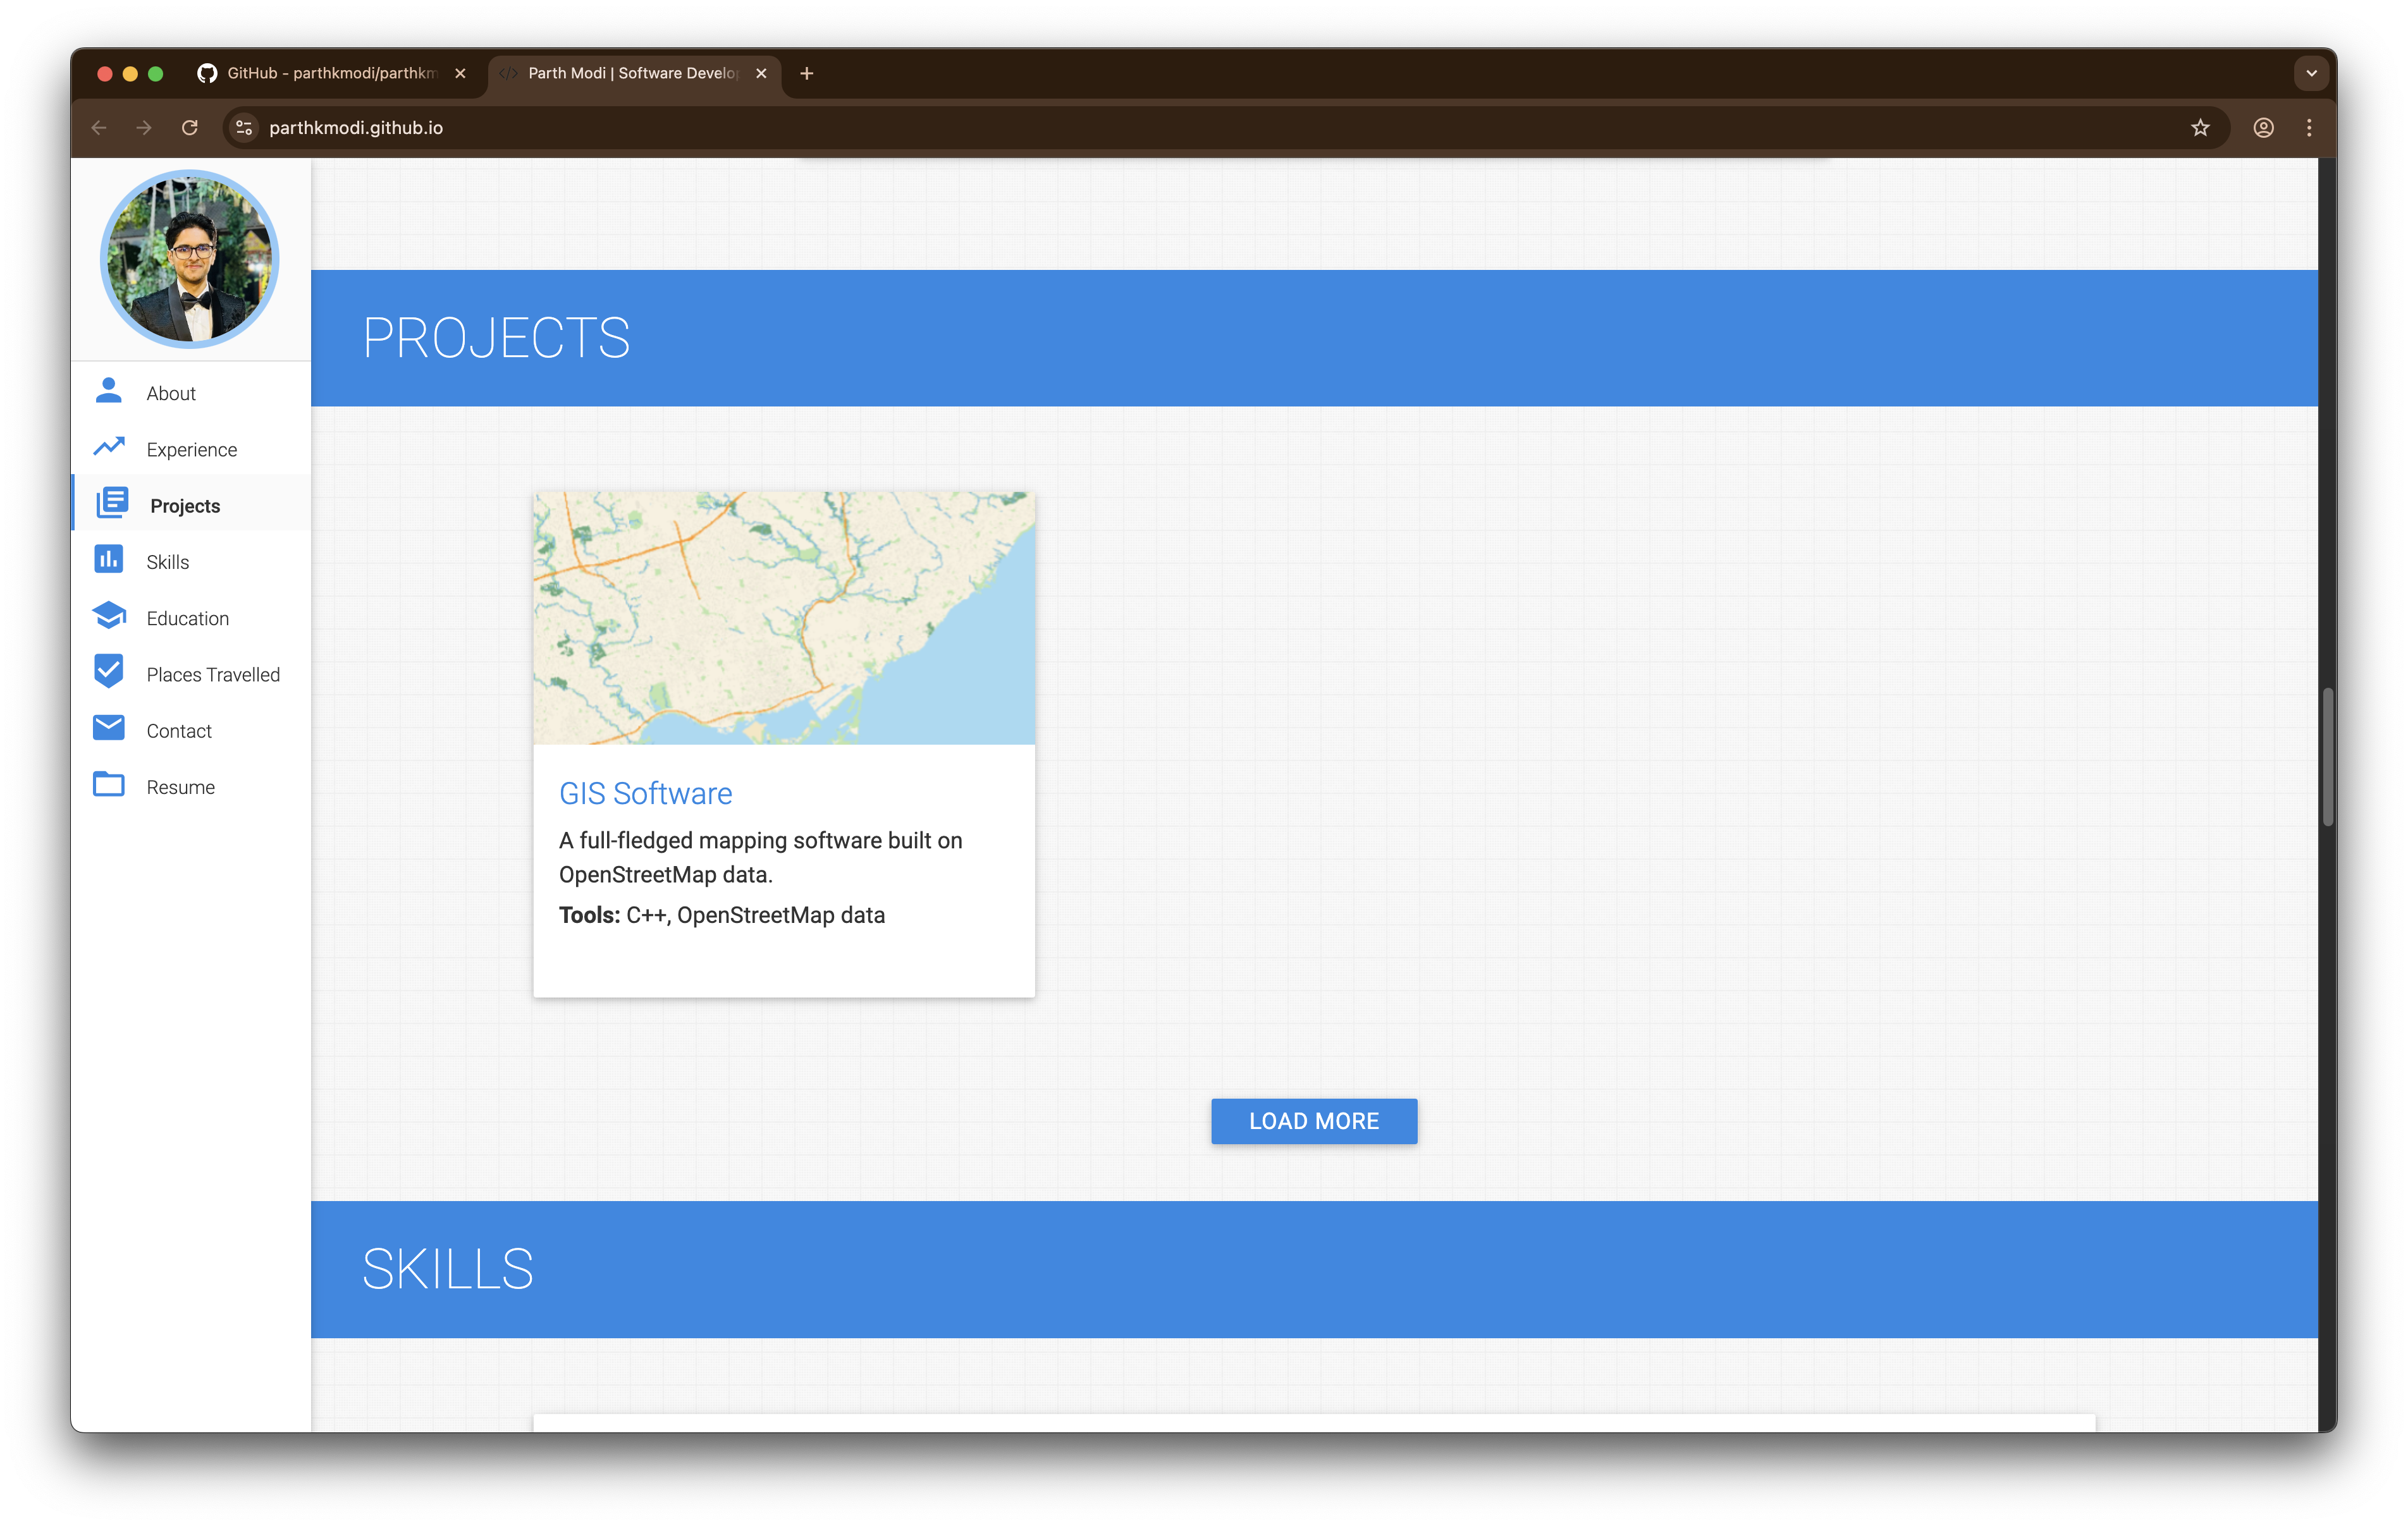 GitHub - parthkmodi/parthkm
Parth Modi | Software Develop
parthkmodi.github.io
About
Experience
Projects
Skills
Education
Places Travelled
Contact
Resume
PROJECTS
GIS Software
A full-fledged mapping software built on
OpenStreetMap data.
Tools: C++, OpenStreetMap data
LOAD MORE
SKILLS